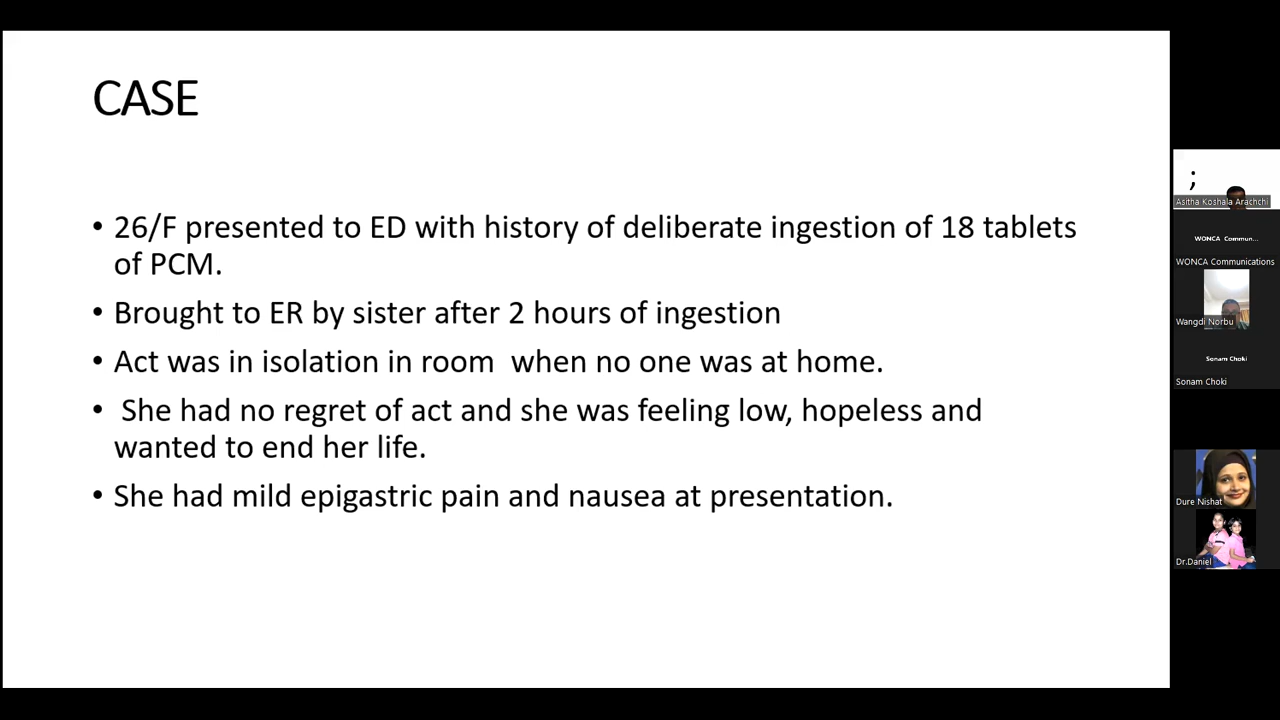 CASE
• 26/F presented to ED with history of deliberate ingestion of 18 tablets
of PCM.
• Brought to ER by sister after 2 hours of ingestion
• Act was in isolation in room  when no one was at home.
•  She had no regret of act and she was feeling low, hopeless and
wanted to end her life.
• She had mild epigastric pain and nausea at presentation.
;
Asitha Koshala Arachchi
WONCA Commun...
WONCA Communications
Wangdi Norbu
Sonam Choki
Sonam Choki
Dure Nishat
Dr.Daniel